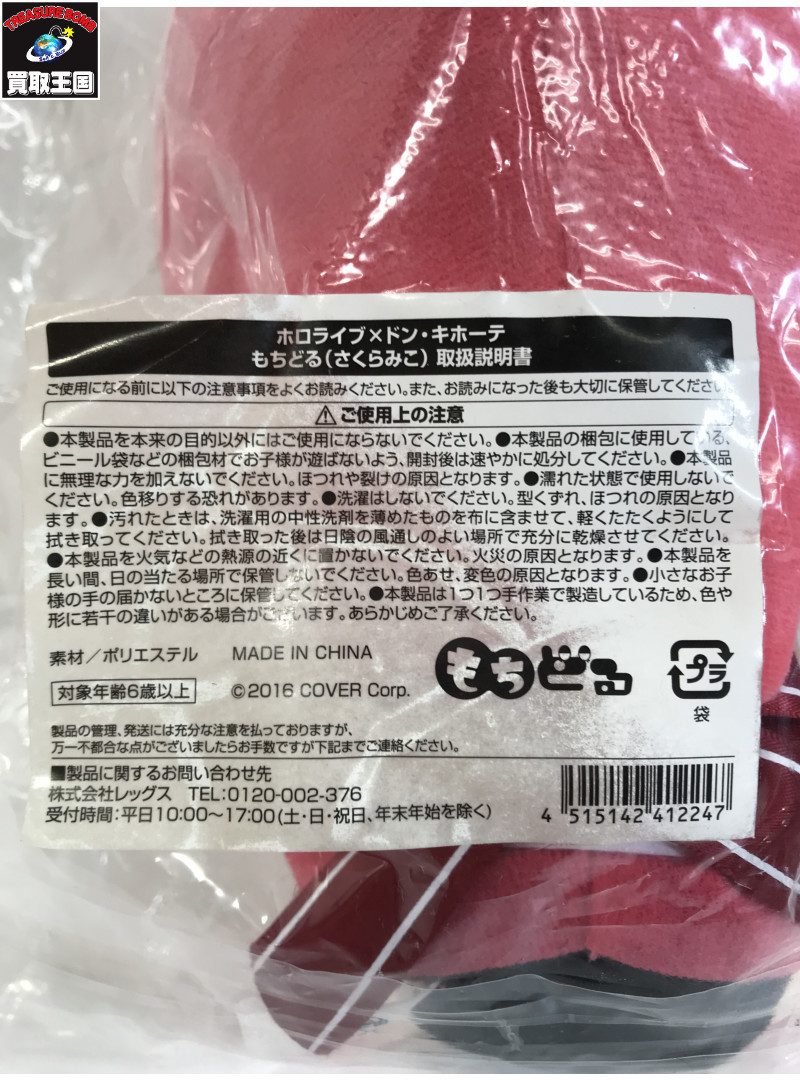 TREASURE BOMB
買取王国
ホロライブ×ドン・キホーテ
もちどる(さくらみこ)取扱説明書
ご使用になる前に以下の注意事項をよくお読みください。また、お読みになった後も大切に保管してください。
ご使用上の注意
●本製品を本来の目的以外にはご使用にならないでください。●本製品の梱包に使用している、
ビニール袋などの梱包材でお子様が遊ばないよう、開封後は速やかに処分してください。●本製品
に無理な力を加えないでください。ほつれや裂けの原因となります。●濡れた状態で使用しないで
ください。色移りする恐れがあります。●洗濯はしないでください。型くずれ、ほつれの原因となり
ます。●汚れたときは、洗濯用の中性洗剤を薄めたものを布に含ませて、軽くたたくようにして
拭き取ってください。拭き取った後は日陰の風通しのよい場所で充分に乾燥させてください。
●本製品を火気などの熱源の近くに置かないでください。火災の原因となります。●本製品を
長い間、日の当たる場所で保管しないでください。色あせ、変色の原因となります。●小さなお子
様の手の届かないところに保管してください。●本製品は1つ1つ手作業で製造しているため、色や
形に若干の違いがある場合がございます。あらかじめご了承ください。
素材/ポリエステル MADE IN CHINA
対象年齢6歳以上 ©2016 COVER Corp.
もちどる
プラ
袋
製品の管理、発送には充分な注意を払っておりますが、
万一不都合な点がございましたらお手数ですが下記までご連絡ください。
■製品に関するお問い合わせ先
株式会社レッグス TEL:0120-002-376
受付時間:平日10:00〜17:00(土・日・祝日、年末年始を除く)
4 515142 412247